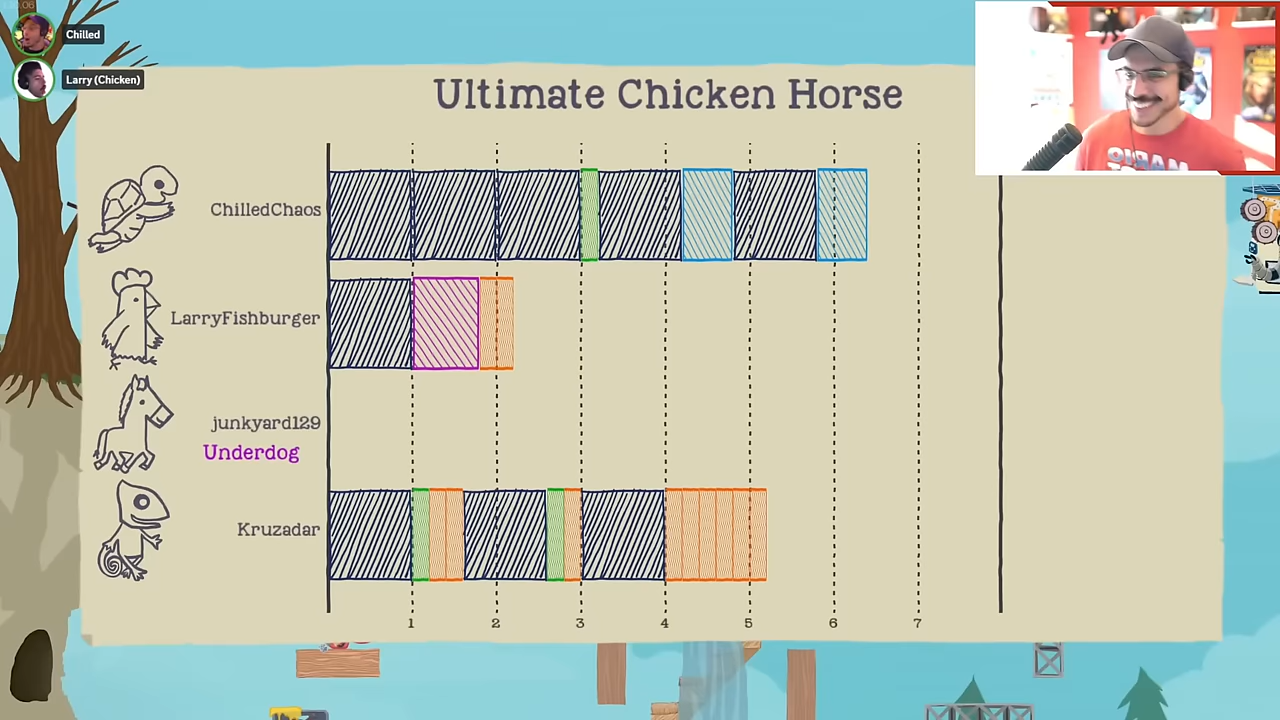 Chilled
Larry (Chicken)
Ultimate Chicken Horse
ChilledChaos
LarryFishburger
junkyard129
Underdog
Kruzadar
1 2 3 4 5 6 7